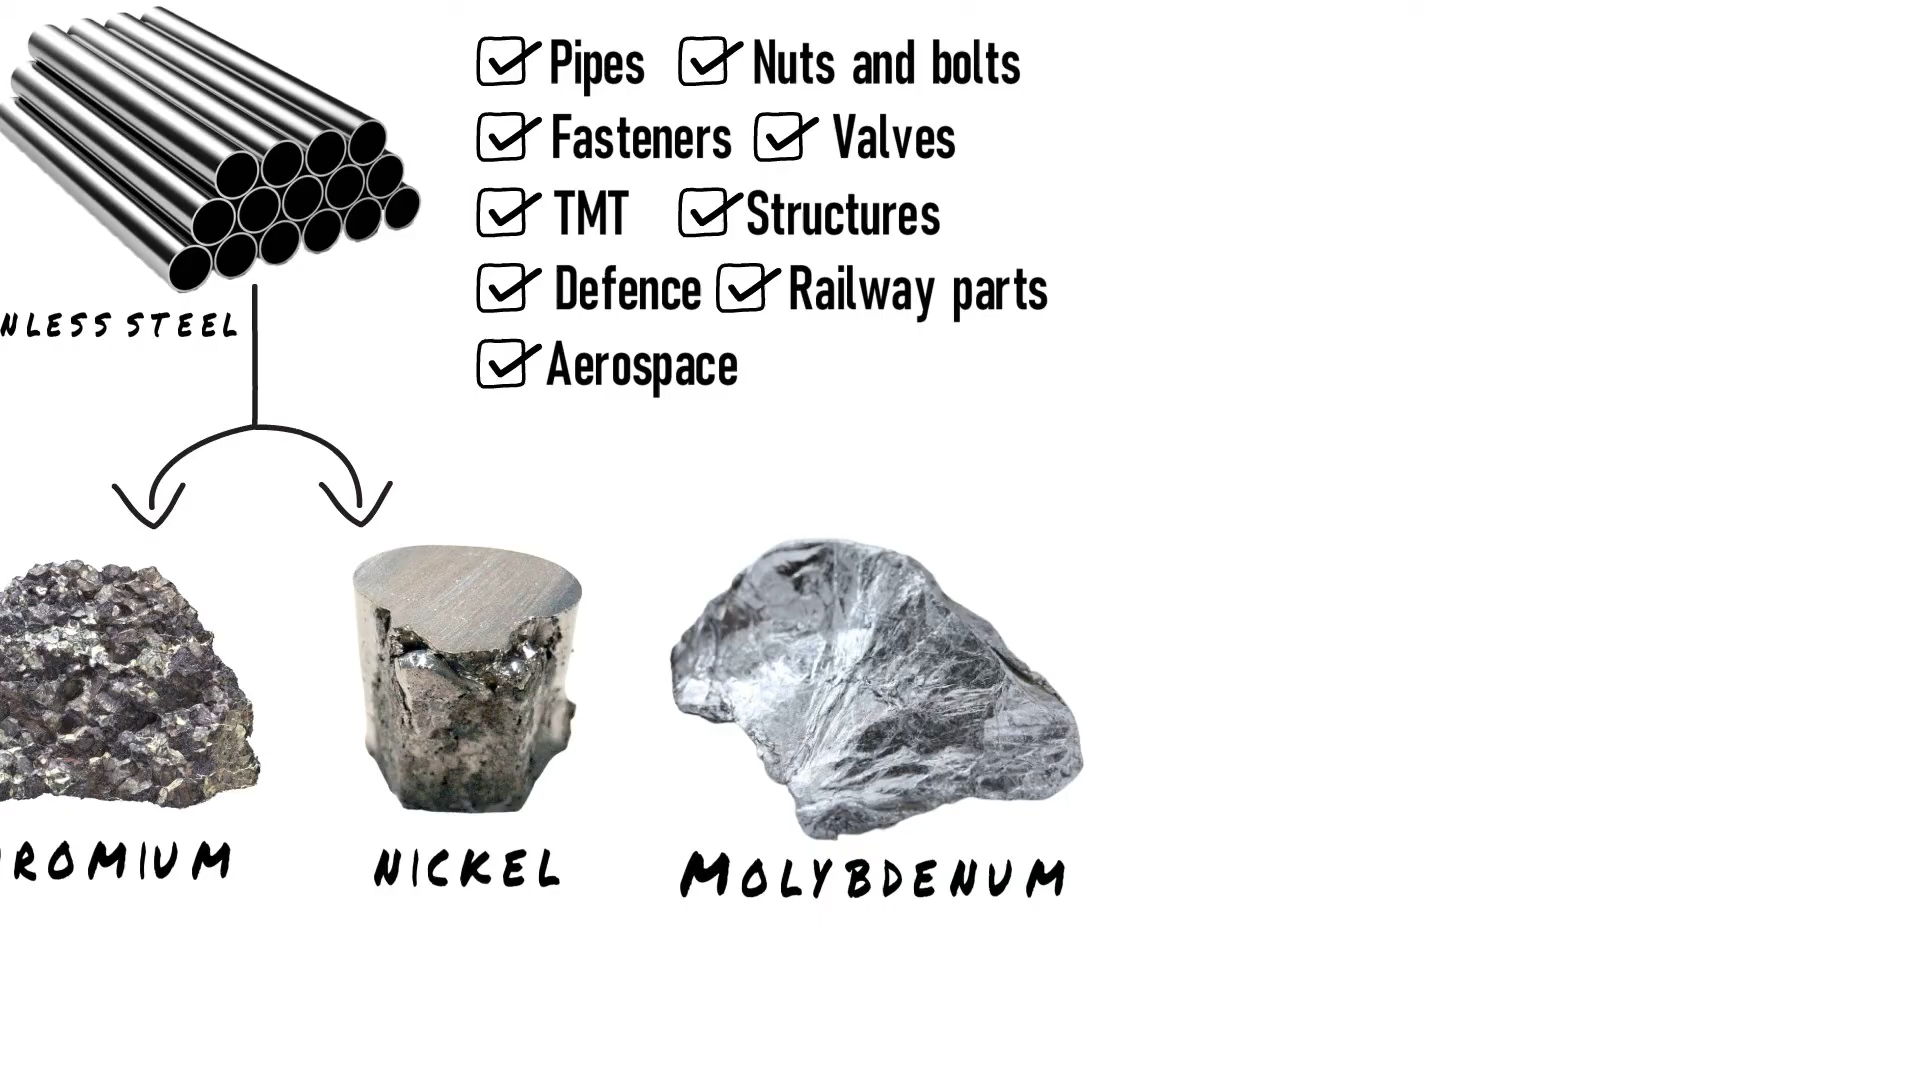 Pipes Nuts and bolts
Fasteners Valves
TMT Structures
Defence Railway parts
NLESS STEEL
Aerospace
ROMIUM NICKEL MOLYBDENUM